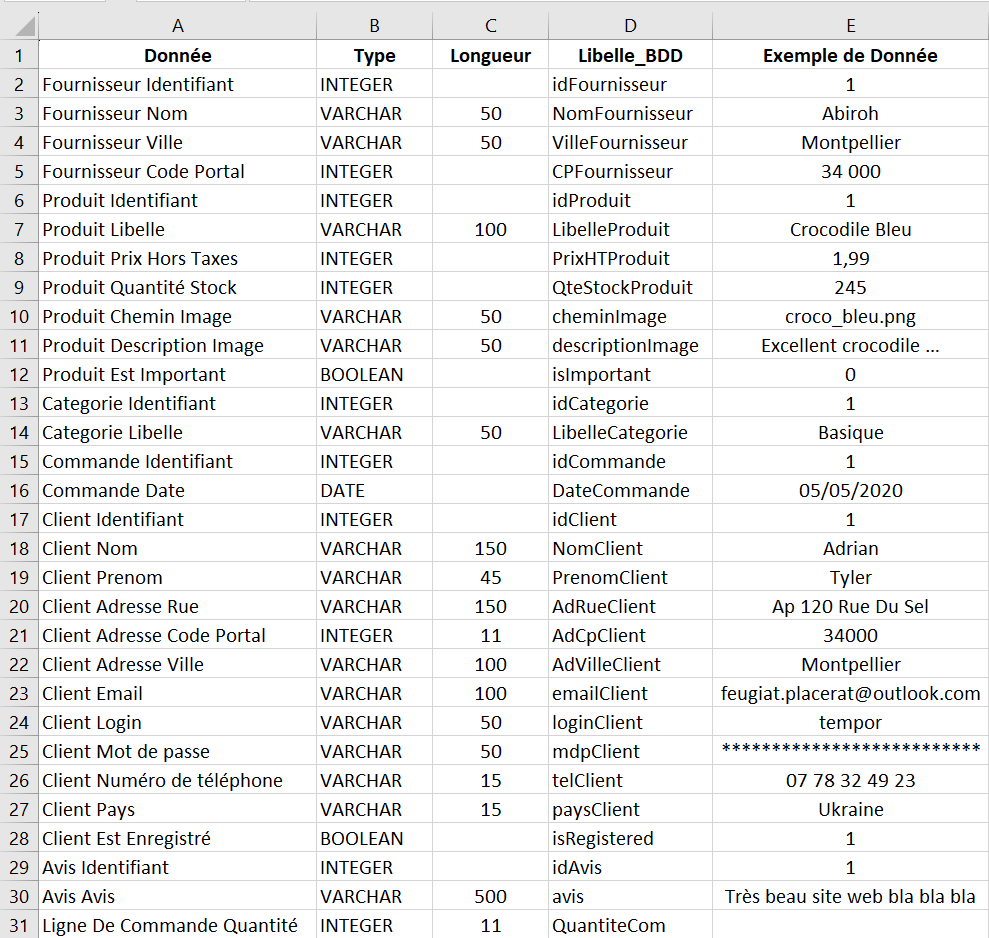 A B C D E
1 Donnée Type Longueur Libelle_BDD Exemple de Donnée
2 Fournisseur Identifiant INTEGER idFournisseur 1
3 Fournisseur Nom VARCHAR 50 NomFournisseur Abiroh
4 Fournisseur Ville VARCHAR 50 VilleFournisseur Montpellier
5 Fournisseur Code Portal INTEGER CPFournisseur 34 000
6 Produit Identifiant INTEGER idProduit 1
7 Produit Libelle VARCHAR 100 LibelleProduit Crocodile Bleu
8 Produit Prix Hors Taxes INTEGER PrixHTProduit 1,99
9 Produit Quantité Stock INTEGER QteStockProduit 245
10 Produit Chemin Image VARCHAR 50 cheminImage croco_bleu.png
11 Produit Description Image VARCHAR 50 descriptionImage Excellent crocodile ...
12 Produit Est Important BOOLEAN isImportant 0
13 Categorie Identifiant INTEGER idCategorie 1
14 Categorie Libelle VARCHAR 50 LibelleCategorie Basique
15 Commande Identifiant INTEGER idCommande 1
16 Commande Date DATE DateCommande 05/05/2020
17 Client Identifiant INTEGER idClient 1
18 Client Nom VARCHAR 150 NomClient Adrian
19 Client Prenom VARCHAR 45 PrenomClient Tyler
20 Client Adresse Rue VARCHAR 150 AdRueClient Ap 120 Rue Du Sel
21 Client Adresse Code Portal INTEGER 11 AdCpClient 34000
22 Client Adresse Ville VARCHAR 100 AdVilleClient Montpellier
23 Client Email VARCHAR 100 emailClient feugiat.placerat@outlook.com
24 Client Login VARCHAR 50 loginClient tempor
25 Client Mot de passe VARCHAR 50 mdpClient **************************
26 Client Numéro de téléphone VARCHAR 15 telClient 07 78 32 49 23
27 Client Pays VARCHAR 15 paysClient Ukraine
28 Client Est Enregistré BOOLEAN isRegistered 1
29 Avis Identifiant INTEGER idAvis 1
30 Avis Avis VARCHAR 500 avis Très beau site web bla bla bla
31 Ligne De Commande Quantité INTEGER 11 QuantiteCom